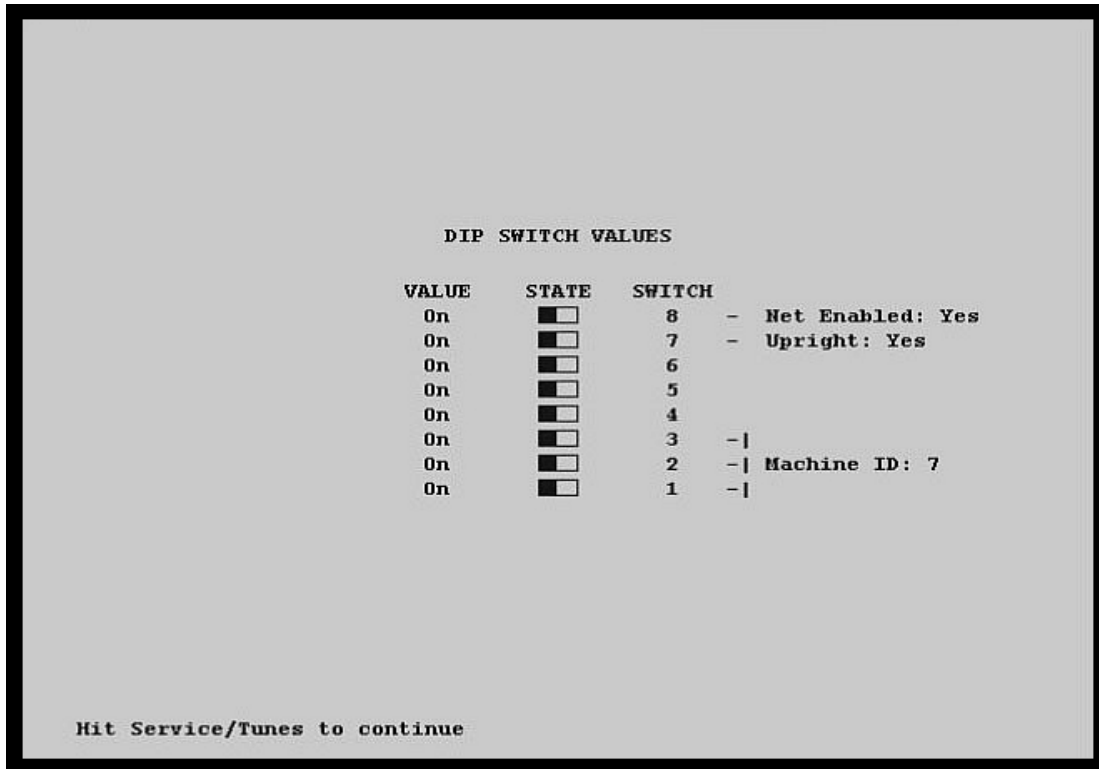 DIP SWITCH VALUES
VALUE STATE SWITCH
On 8 - Net Enabled: Yes
On 7 - Upright: Yes
On 6
On 5
On 4
On 3 -|
On 2 -| Machine ID: 7
On 1 -|
Hit Service/Tunes to continue